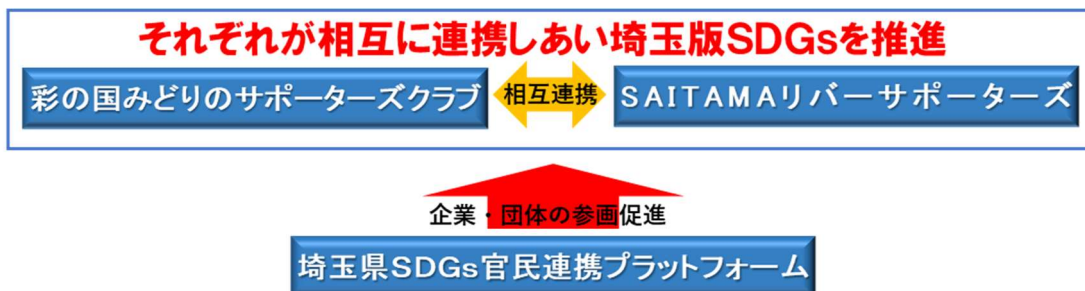 それぞれが相互に連携しあい埼玉版SDGsを推進
彩の国みどりのサポーターズクラブ
相互連携
SAITAMAリバーサポーターズ
企業・団体の参画促進
埼玉県SDGs官民連携プラットフォーム